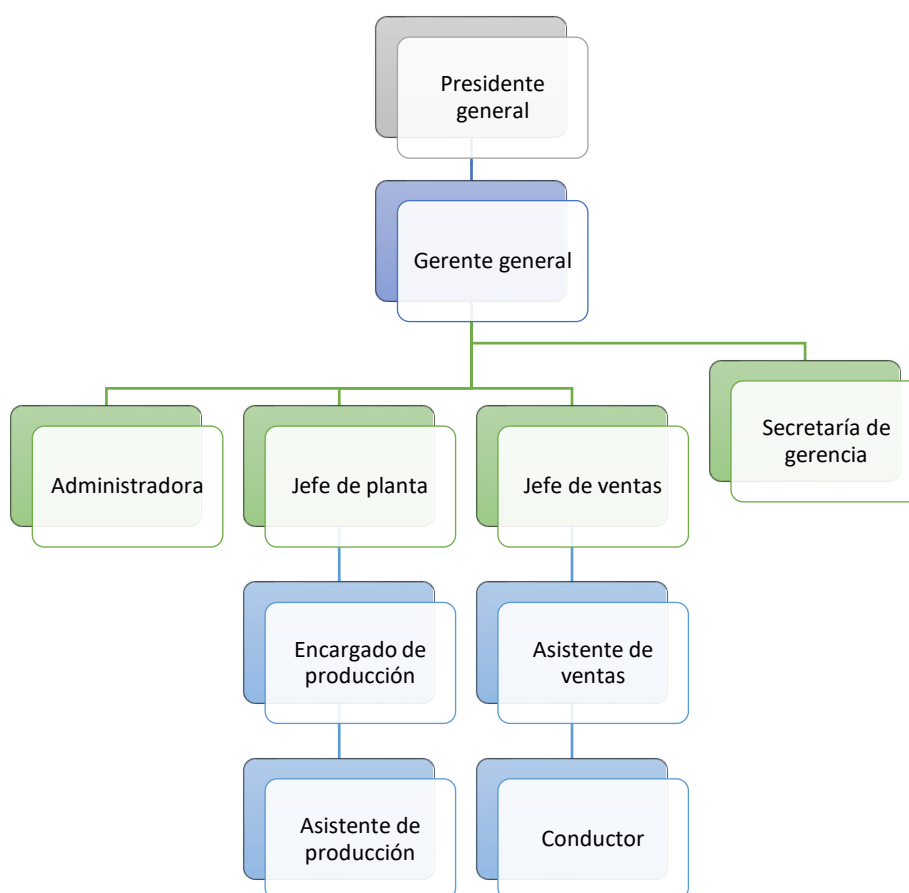 Presidente
general
Gerente general
Secretaría de
gerencia
Administradora
Jefe de planta
Jefe de ventas
Encargado de
producción
Asistente de
ventas
Asistente de
producción
Conductor